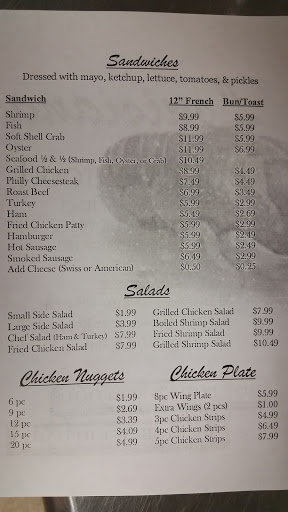 Sandwiches
Dressed with mayo, ketchup, lettuce, tomatoes, & pickles
Sandwich 12" French Bun/Toast
Shrimp $9.99 $5.99
Fish $8.99 $5.99
Soft Shell Crab $11.99 $5.99
Oyster $11.99 $6.99
Seafood ½ & ½ (Shrimp, Fish, Oyster, or Crab) $10.49
Grilled Chicken $8.99 $4.49
Philly Cheesesteak $7.49 $4.49
Roast Beef $6.99 $3.49
Turkey $5.99 $2.99
Ham $5.49 $2.69
Fried Chicken Patty $5.99 $2.99
Hamburger $5.99 $2.49
Hot Sausage $5.99 $2.49
Smoked Sausage $6.49 $2.99
Add Cheese (Swiss or American) $0.50 $0.25
Salads
Small Side Salad $1.99 Grilled Chicken Salad $7.99
Large Side Salad $3.99 Boiled Shrimp Salad $9.99
Chef Salad (Ham & Turkey) $7.99 Fried Shrimp Salad $9.99
Fried Chicken Salad $7.99 Grilled Shrimp Salad $10.49
Chicken Nuggets
6 pc $1.99
9 pc $2.69
12 pc $3.39
15 pc $4.09
20 pc $4.99
Chicken Plate
8pc Wing Plate $5.99
Extra Wings (2 pcs) $1.00
3pc Chicken Strips $4.99
4pc Chicken Strips $6.49
5pc Chicken Strips $7.99